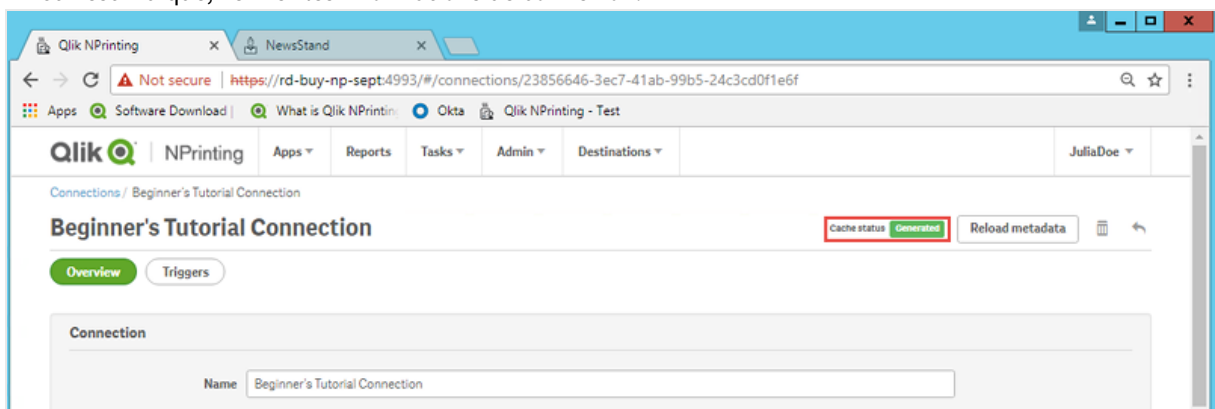 Qlik NPrinting NewsStand
Not secure | https://rd-buy-np-sept:4993/#/connections/23856646-3ec7-41ab-99b5-24c3cd0f1e6f
Apps Software Download | What is Qlik NPrinting Okta Qlik NPrinting - Test
Qlik NPrinting Apps Reports Tasks Admin Destinations JuliaDoe
Connections / Beginner's Tutorial Connection
Beginner's Tutorial Connection Cache status Generated Reload metadata
Overview Triggers
Connection
Name Beginner's Tutorial Connection